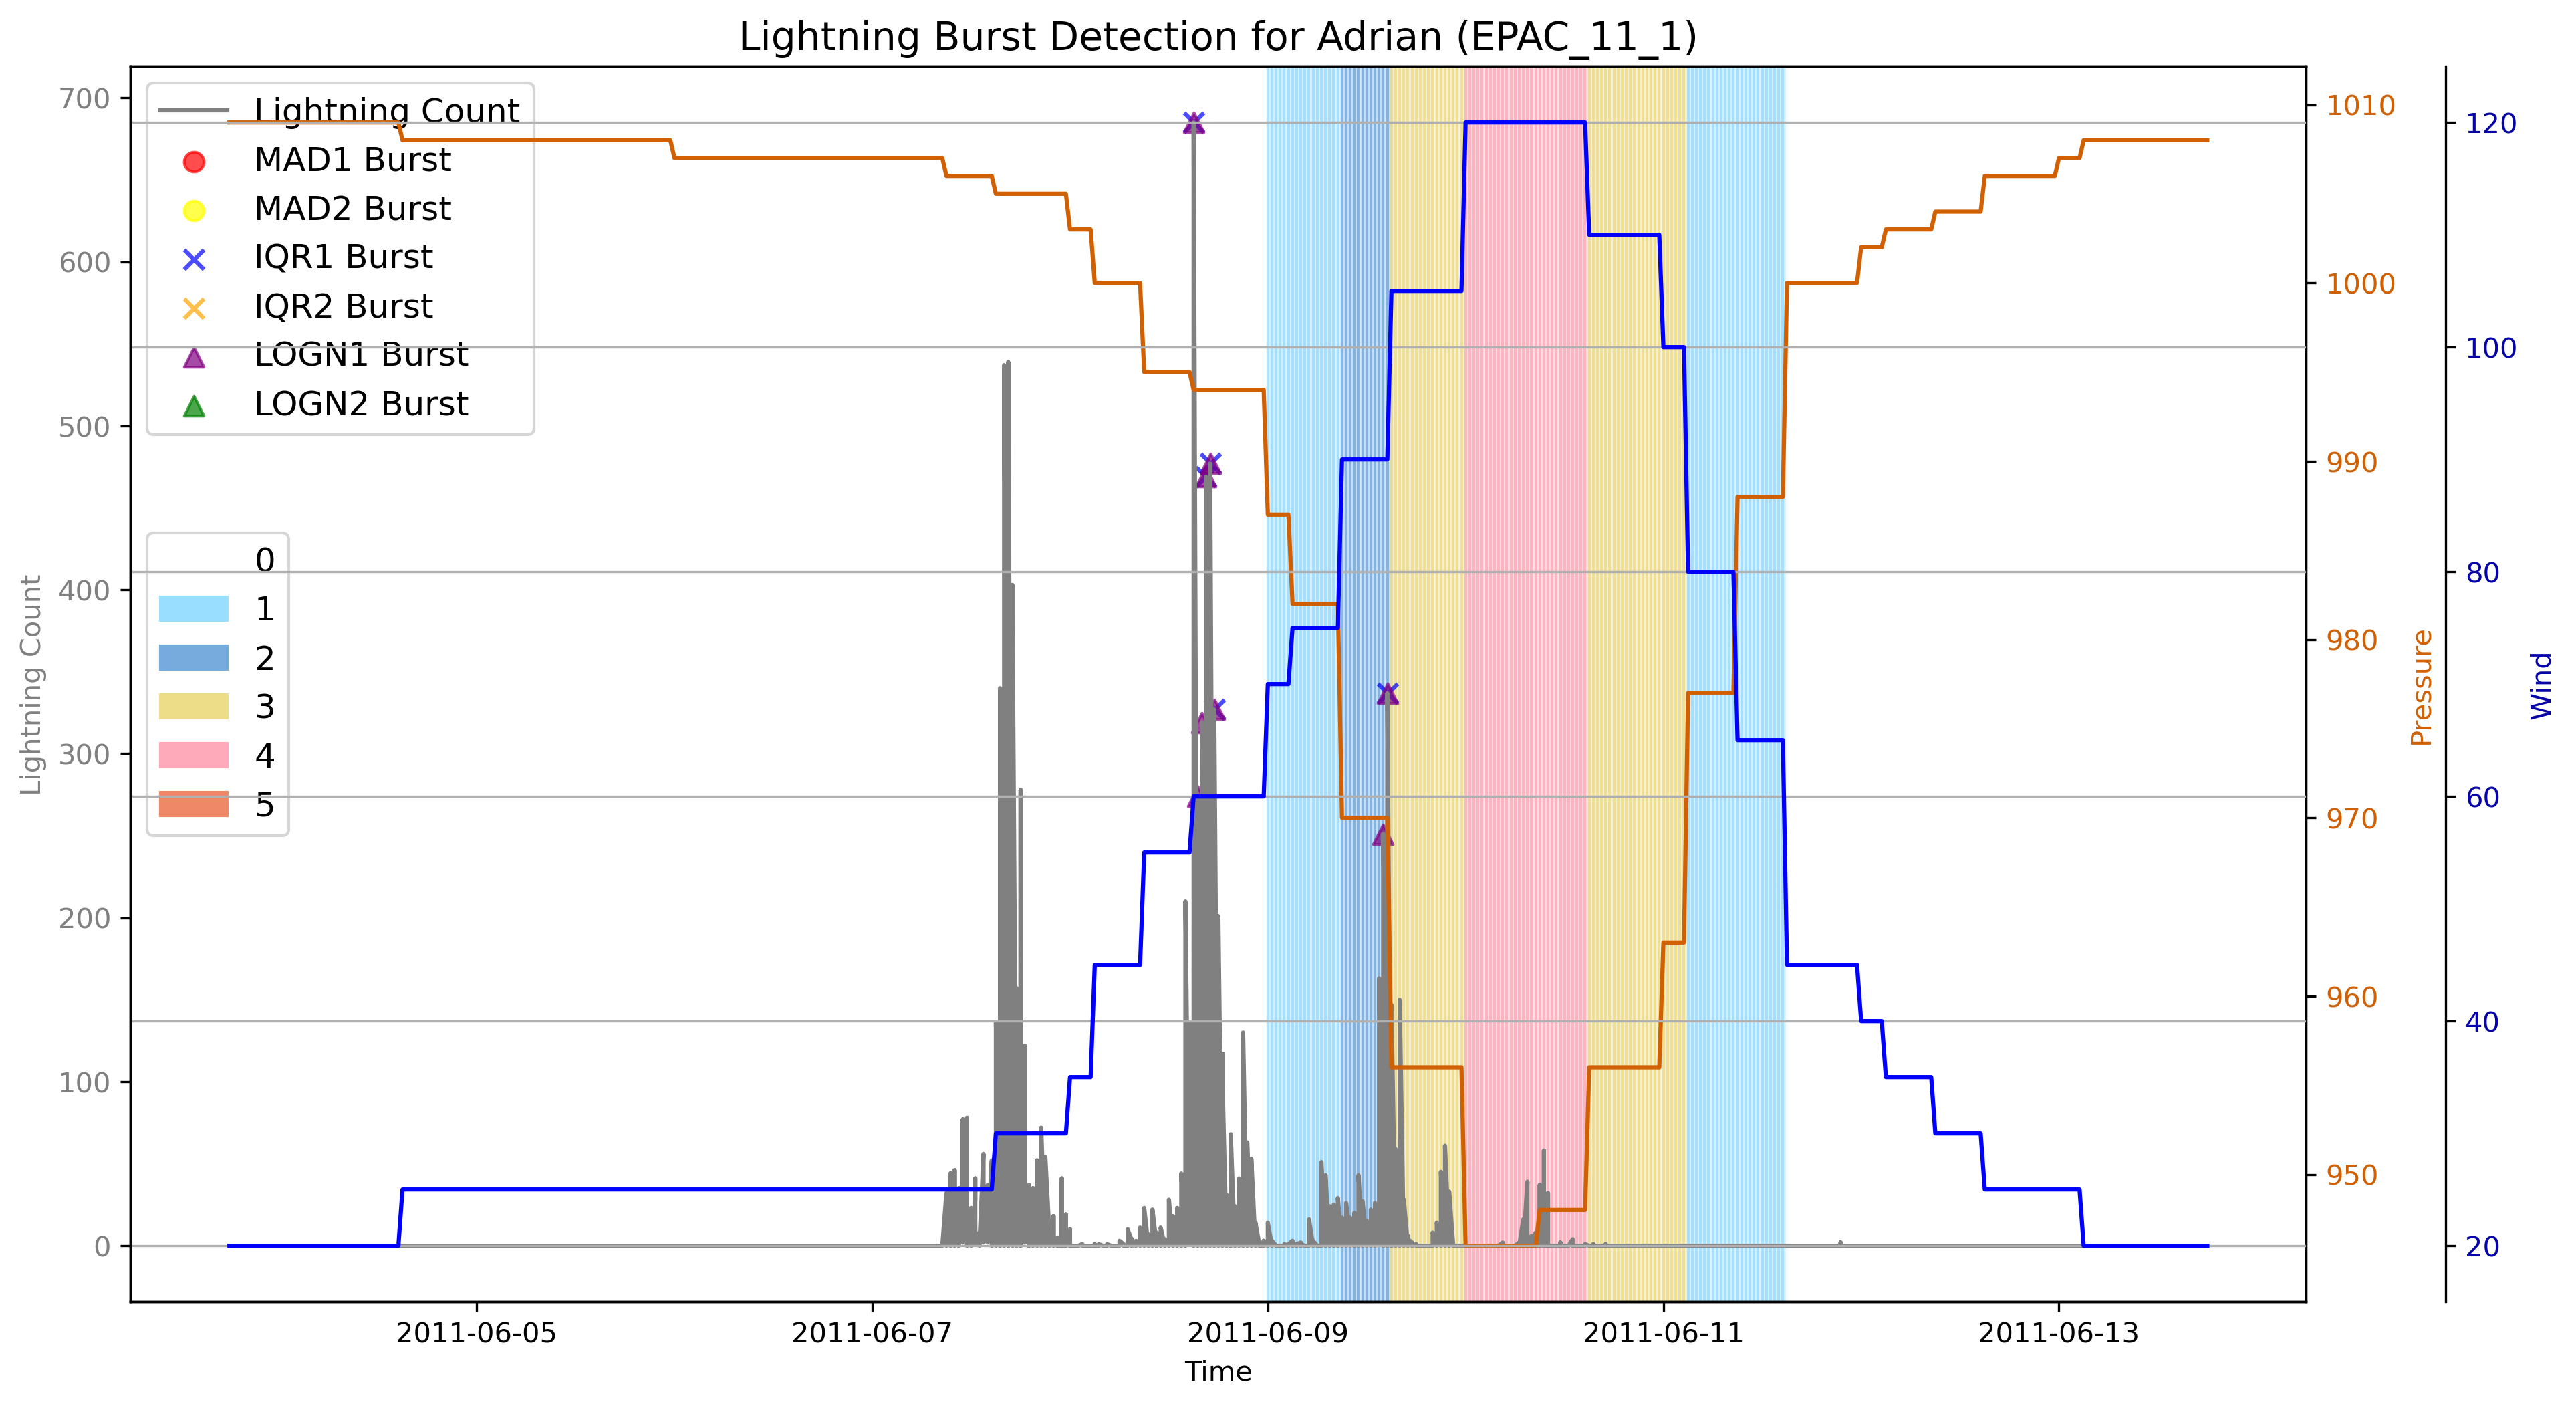 Lightning Burst Detection for Adrian (EPAC_11_1)
Lightning Count
MAD1 Burst
MAD2 Burst
IQR1 Burst
IQR2 Burst
LOGN1 Burst
LOGN2 Burst
0
1
2
3
4
5
700
600
500
400
300
200
100
0
Lightning Count
1010
1000
990
980
970
960
950
Pressure
120
100
80
60
40
20
Wind
2011-06-05
2011-06-07
2011-06-09
2011-06-11
2011-06-13
Time